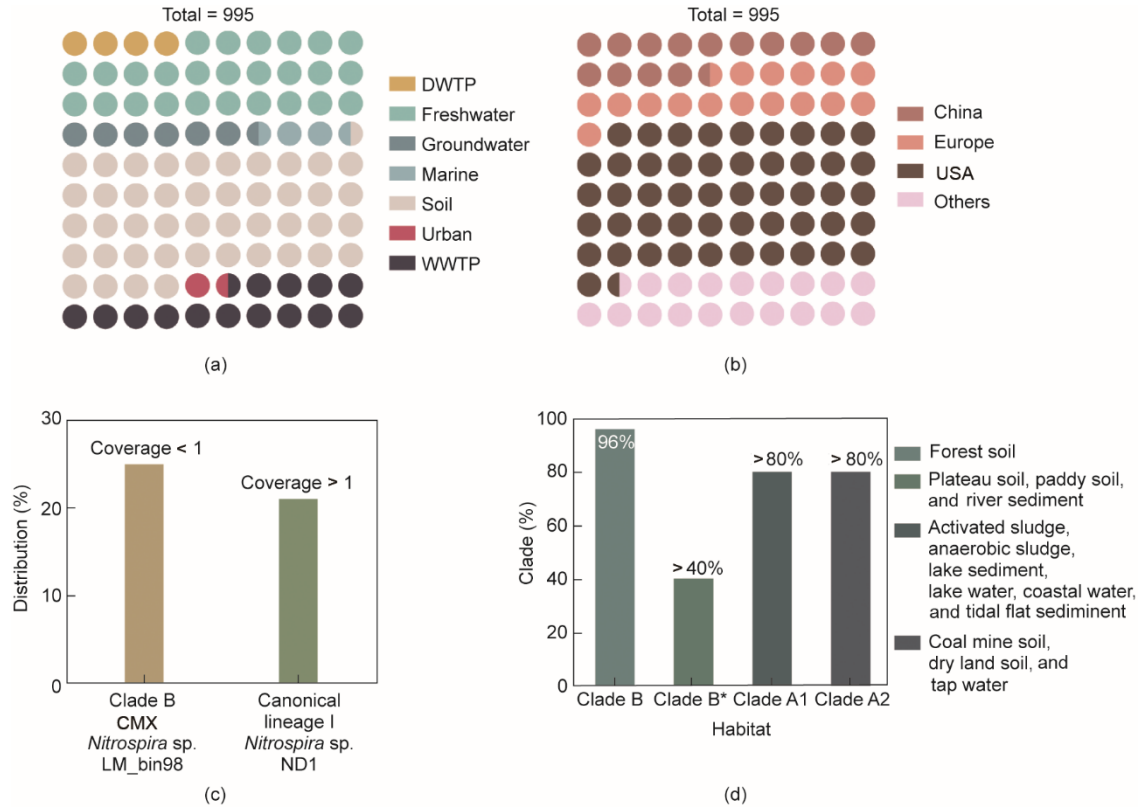 Total = 995
DWTP
Freshwater
Groundwater
Marine
Soil
Urban
WWTP
(a)
Total = 995
China
Europe
USA
Others
(b)
30
20
10
0
Distribution (%)
Coverage < 1
Coverage > 1
Clade B
CMX
Nitrospira sp.
LM_bin98
Canonical
lineage I
Nitrospira sp.
ND1
(c)
100
80
60
40
20
0
Clade (%)
96%
> 40%
> 80%
> 80%
Clade B
Clade B*
Clade A1
Clade A2
Habitat
Forest soil
Plateau soil, paddy soil,
and river sediment
Activated sludge,
anaerobic sludge,
lake sediment,
lake water, coastal water,
and tidal flat sediminent
Coal mine soil,
dry land soil, and
tap water
(d)